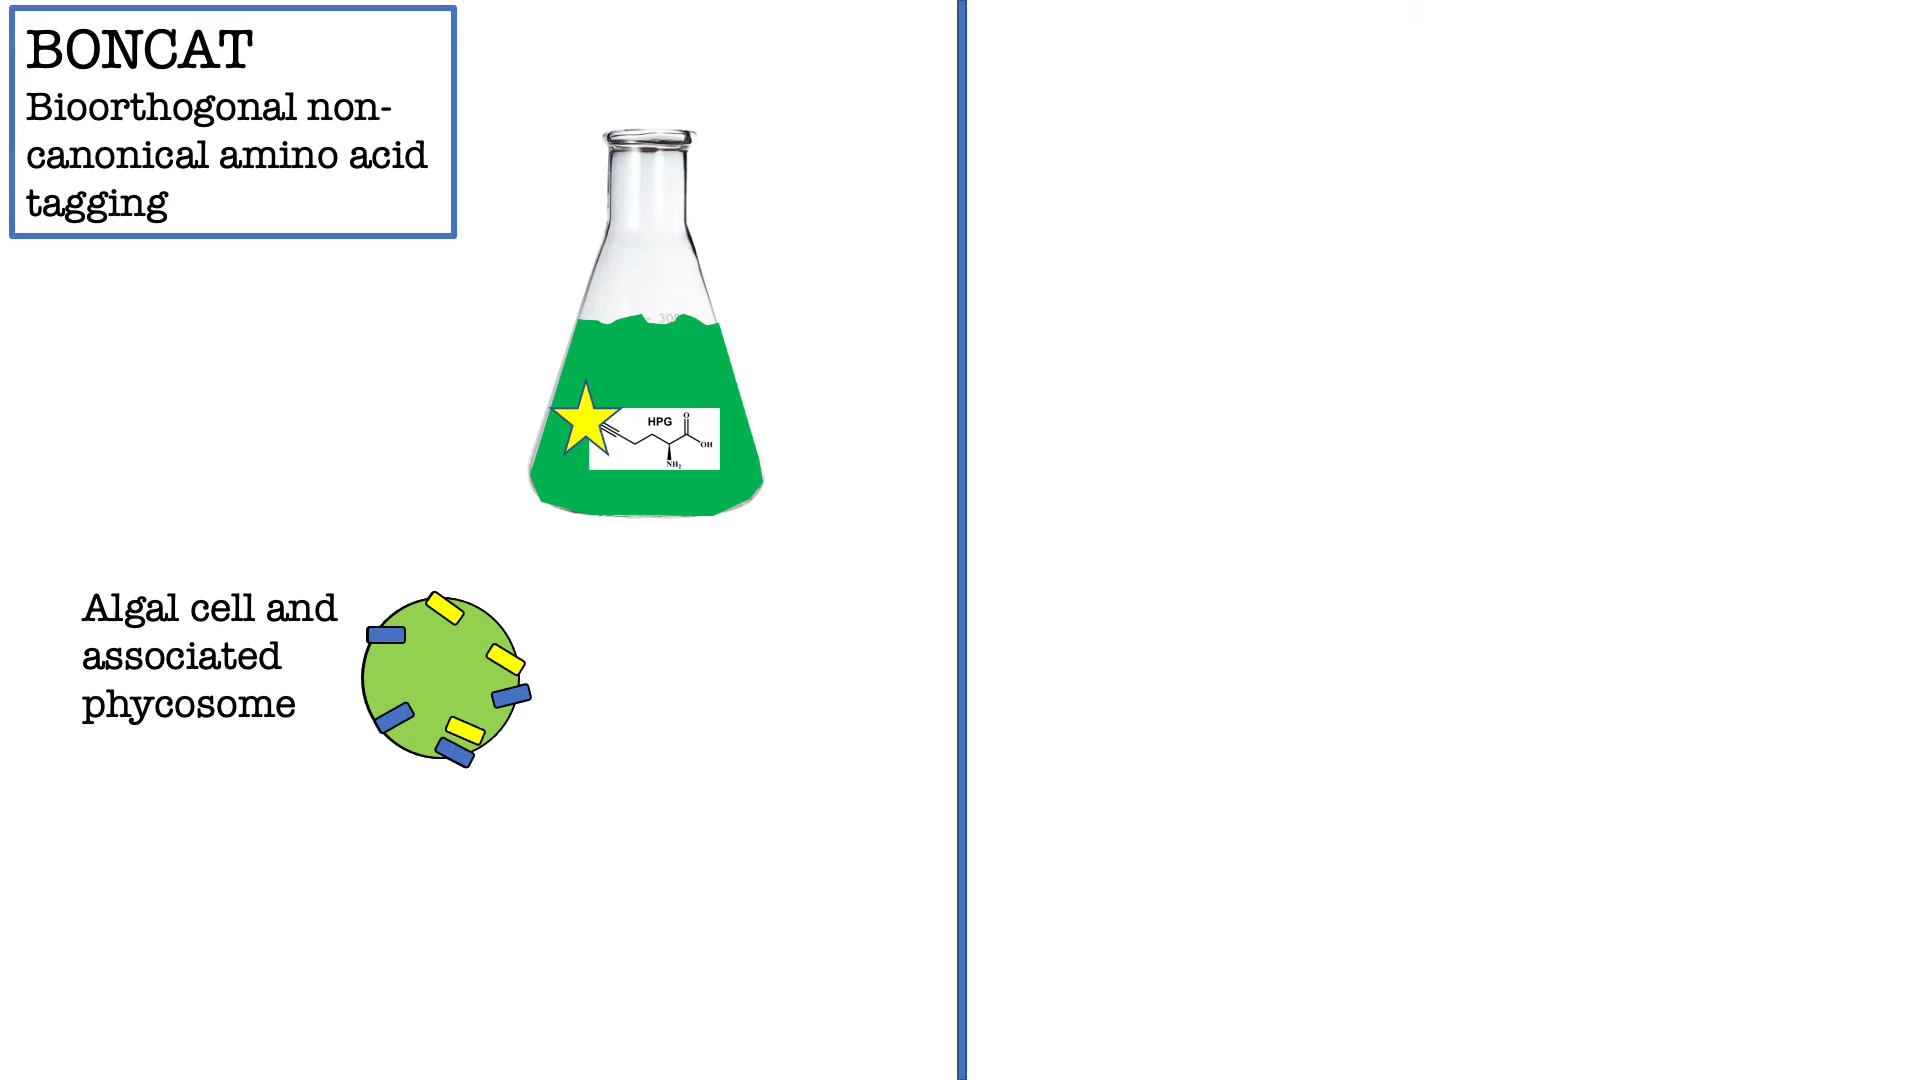 BONCAT
Bioorthogonal non-
canonical amino acid
tagging
HPG
O
OH
NH₂
Algal cell and
associated
phycosome